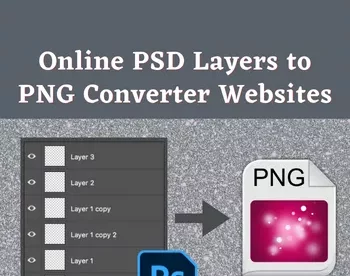 Online PSD Layers to
PNG Converter Websites
Layer 3
Layer 2
Layer 1 copy
Layer 1 copy 2
Layer 1
PNG
Ps